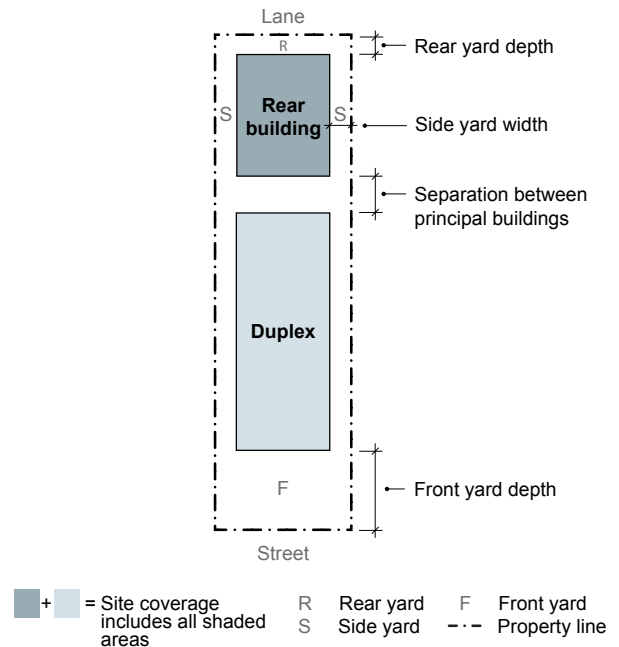 Lane
R
Rear yard depth
S
Rear
building
S
Side yard width
Separation between
principal buildings
Duplex
F
Front yard depth
Street
+ = Site coverage
includes all shaded
areas
R Rear yard
F Front yard
S Side yard
Property line